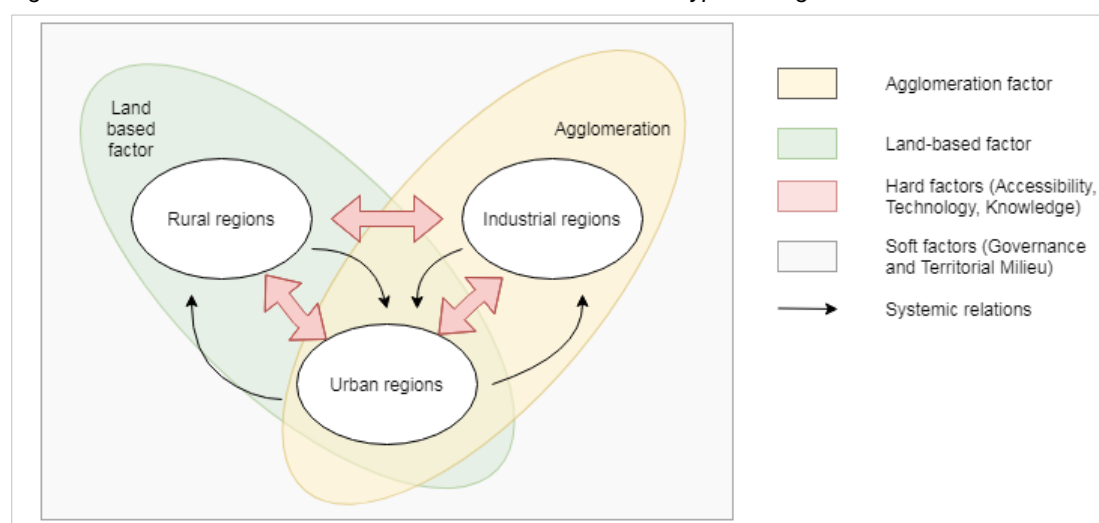 Land
based
factor
Agglomeration
Rural regions
Industrial regions
Urban regions
Agglomeration factor
Land-based factor
Hard factors (Accessibility,
Technology, Knowledge)
Soft factors (Governance
and Territorial Milieu)
Systemic relations